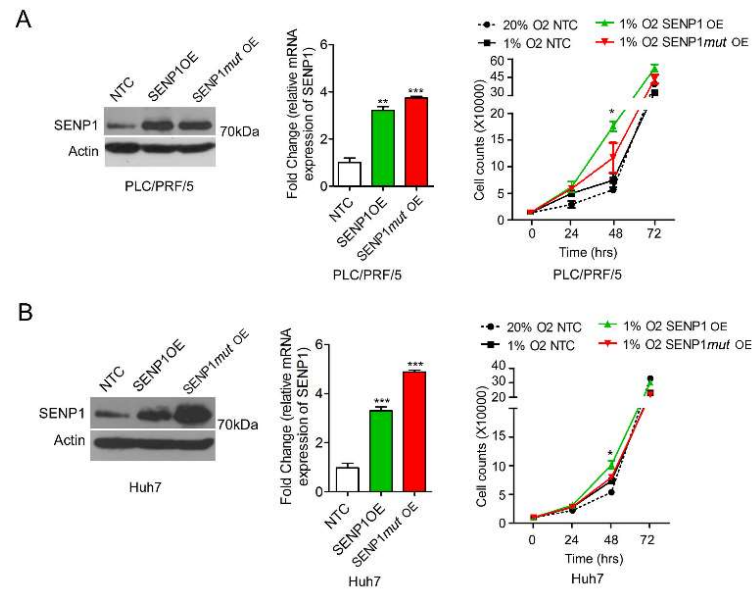 A
NTC
SENP1OE
SENP1mut OE
SENP1
70kDa
Actin
PLC/PRF/5
Fold Change (relative mRNA
expression of SENP1)
6
4
2
0
**
***
NTC
SENP1OE
SENP1mut OE
PLC/PRF/5
20% O2 NTC
1% O2 SENP1 OE
1% O2 NTC
1% O2 SENP1mut OE
Cell counts (X10000)
60
45
30
20
15
10
5
0
*
0 24 48 72
Time (hrs)
PLC/PRF/5
B
NTC
SENP1OE
SENP1mut OE
SENP1
70kDa
Actin
Huh7
Fold Change (relative mRNA
expression of SENP1)
6
4
2
0
***
***
NTC
SENP1OE
SENP1mut OE
Huh7
20% O2 NTC
1% O2 SENP1 OE
1% O2 NTC
1% O2 SENP1mut OE
Cell counts (X10000)
40
30
20
15
10
5
0
*
0 24 48 72
Time (hrs)
Huh7